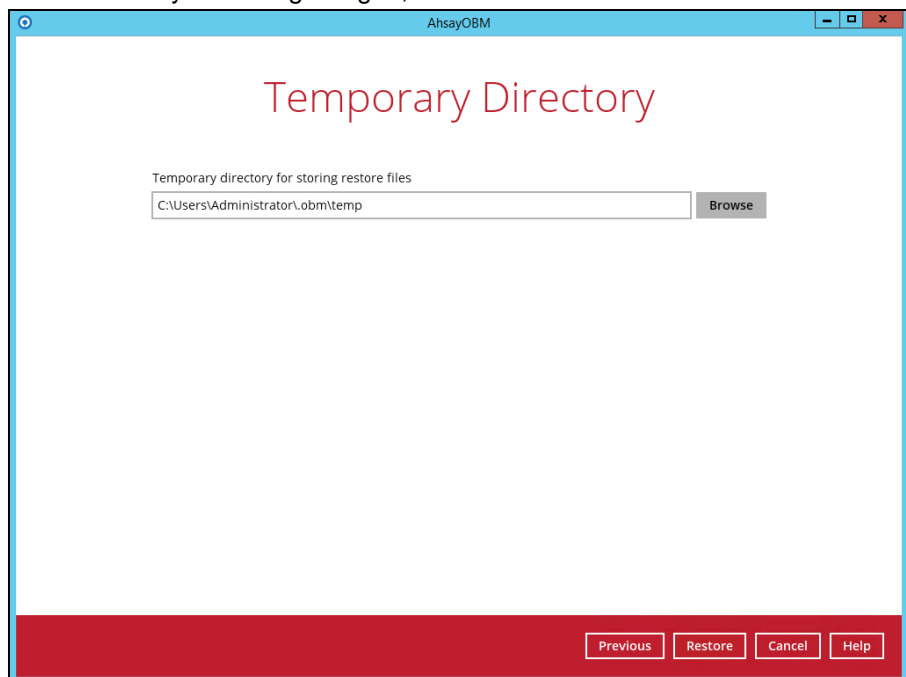 AhsayOBM
Temporary Directory
Temporary directory for storing restore files
C:\Users\Administrator\.obm\temp
Browse
Previous Restore Cancel Help